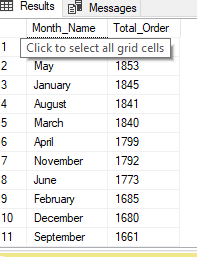 Results Messages
Month_Name Total_Order
1
Click to select all grid cells
2 May 1853
3 January 1845
4 August 1841
5 March 1840
6 April 1799
7 November 1792
8 June 1773
9 February 1685
10 December 1680
11 September 1661